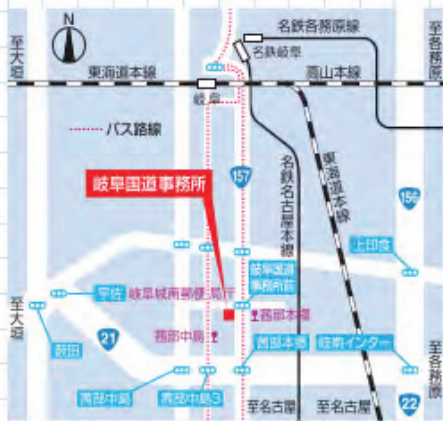 N
至大垣
名鉄各務原線
名鉄岐阜
至各務原
東海道本線
高山本線
岐阜
バス路線
岐阜国道事務所
157
名鉄名古屋本線
東海道本線
156
上印食
岐阜国道
事務所前
宇佐
岐阜城南郵便局
至大垣
茜部本郷
薮田
21
茜部中島
茜部本郷
岐南インター
至各務原
茜部中島
茜部中島3
至名古屋
至名古屋
22